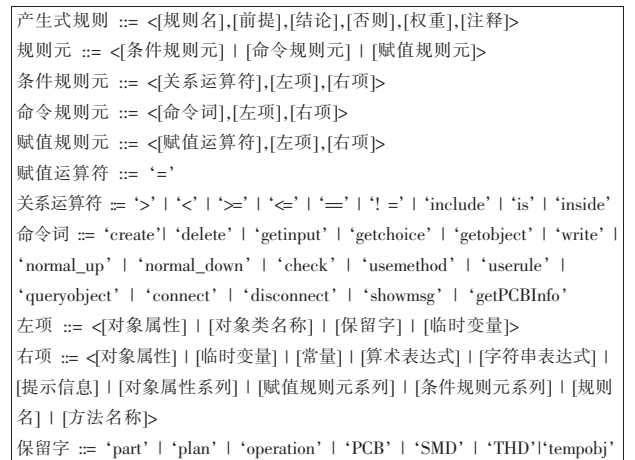 产生式规则 ::= <[规则名],[前提],[结论],[否则],[权重],[注释]>
规则元 ::= <[条件规则元] | [命令规则元] | [赋值规则元]>
条件规则元 ::= <[关系运算符],[左项],[右项]>
命令规则元 ::= <[命令词],[左项],[右项]>
赋值规则元 ::= <[赋值运算符],[左项],[右项]>
赋值运算符 ::= ‘=’
关系运算符 ::= ‘>’ | ‘<’ | ‘>=’ | ‘<=’ | ‘==’ | ‘! =’ | ‘include’ | ‘is’ | ‘inside’
命令词 ::= ‘create’| ‘delete’ | ‘getinput’ | ‘getchoice’ | ‘getobject’ | ‘write’ |
‘normal_up’ | ‘normal_down’ | ‘check’ | ‘usemethod’ | ‘userule’ |
‘queryobject’ | ‘connect’ | ‘disconnect’ | ‘showmsg’ | ‘getPCBInfo’
左项 ::= <[对象属性] | [对象类名称] | [保留字] | [临时变量]>
右项 ::= <[对象属性] | [临时变量] | [常量] | [算术表达式] | [字符串表达式] |
[提示信息] | [对象属性系列] | [赋值规则元系列] | [条件规则元系列] | [规则
名] | [方法名称]>
保留字 ::= ‘part’ | ‘plan’ | ‘operation’ | ‘PCB’ | ‘SMD’ | ‘THD’|‘tempobj’